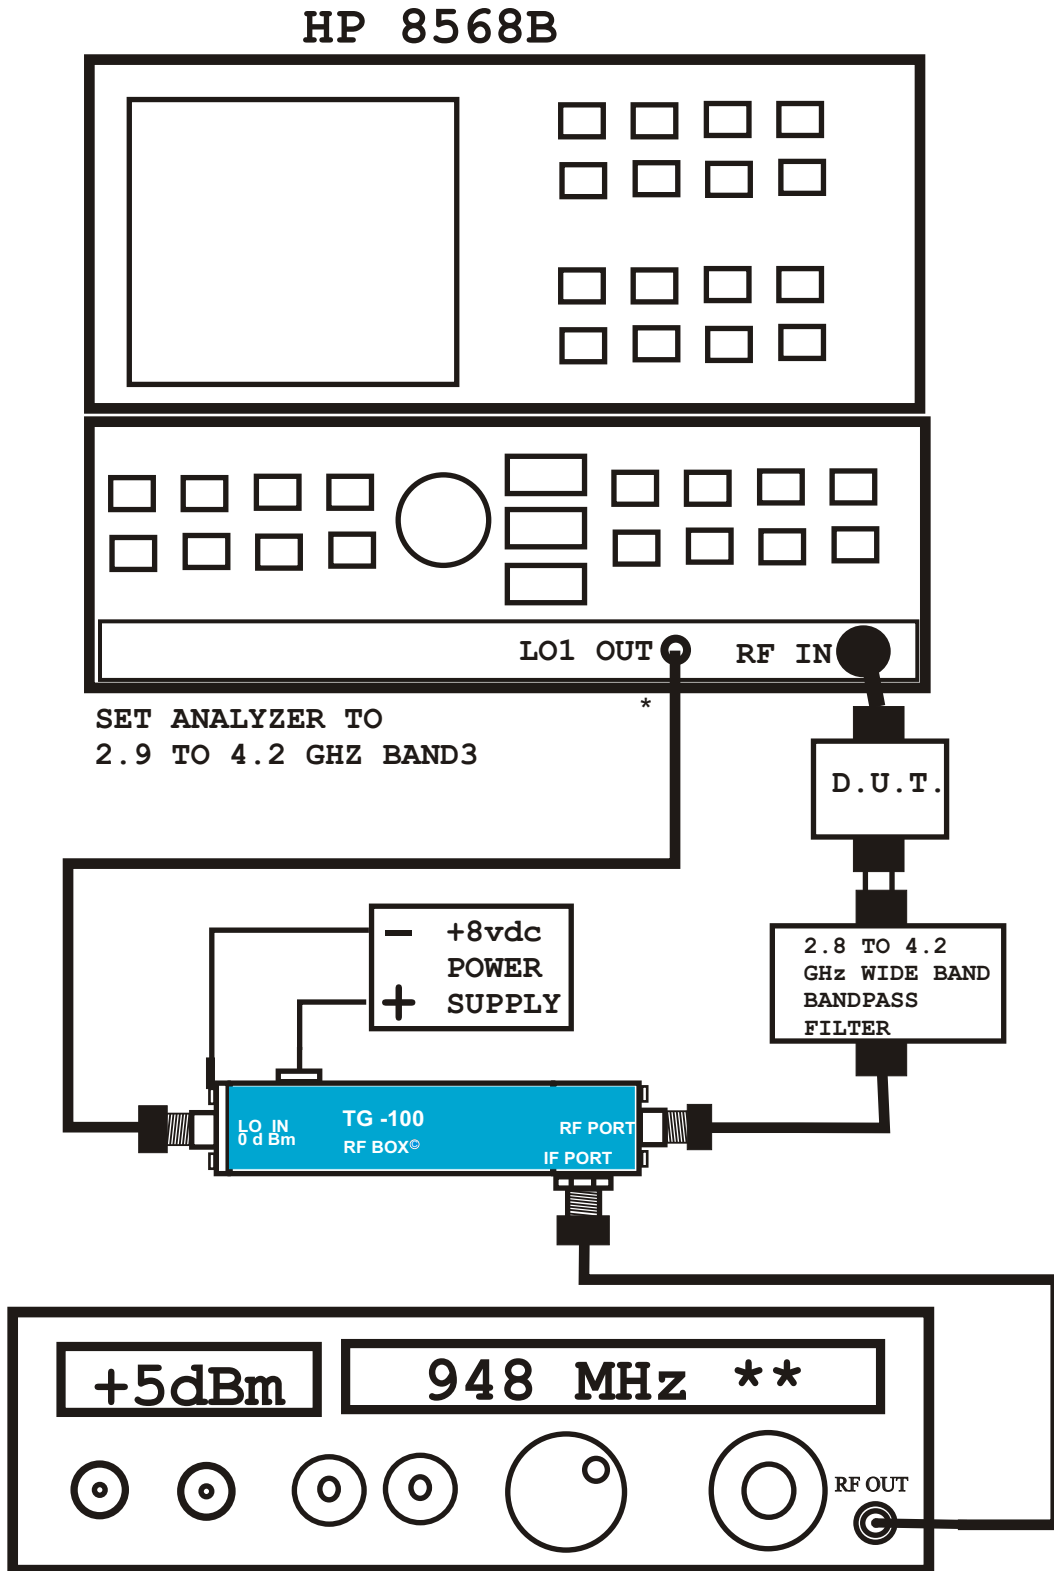 HP 8568B
LO1 OUT
RF IN
*
SET ANALYZER TO
2.9 TO 4.2 GHZ BAND3
D.U.T.
- +8vdc
POWER
+ SUPPLY
2.8 TO 4.2
GHz WIDE BAND
BANDPASS
FILTER
LO IN
0 d Bm
TG -100
RF BOX©
RF PORT
IF PORT
+5dBm
948 MHz **
RF OUT